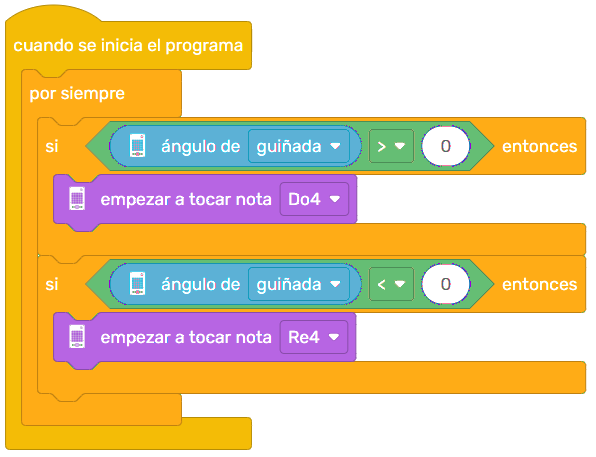 cuando se inicia el programa
por siempre
si ángulo de guiñada > 0 entonces
empezar a tocar nota Do4
si ángulo de guiñada < 0 entonces
empezar a tocar nota Re4